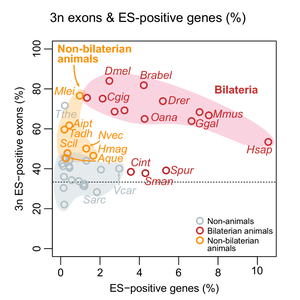 3n exons & ES-positive genes (%)
3n ES−positive exons (%)
100
80
60
40
20
0
Non-bilaterian
animals
Mlei
Tthe
Aipt
Tadh
Scil
Nvec
Hmag
Aque
Dmel
Cgig
Brabel
Drer
Oana
Mmus
Ggal
Hsap
Bilateria
Cint
Sman
Spur
Vcar
Sarc
Non-animals
Bilaterian animals
Non-bilaterian
animals
0 2 4 6 8 10
ES−positive genes (%)